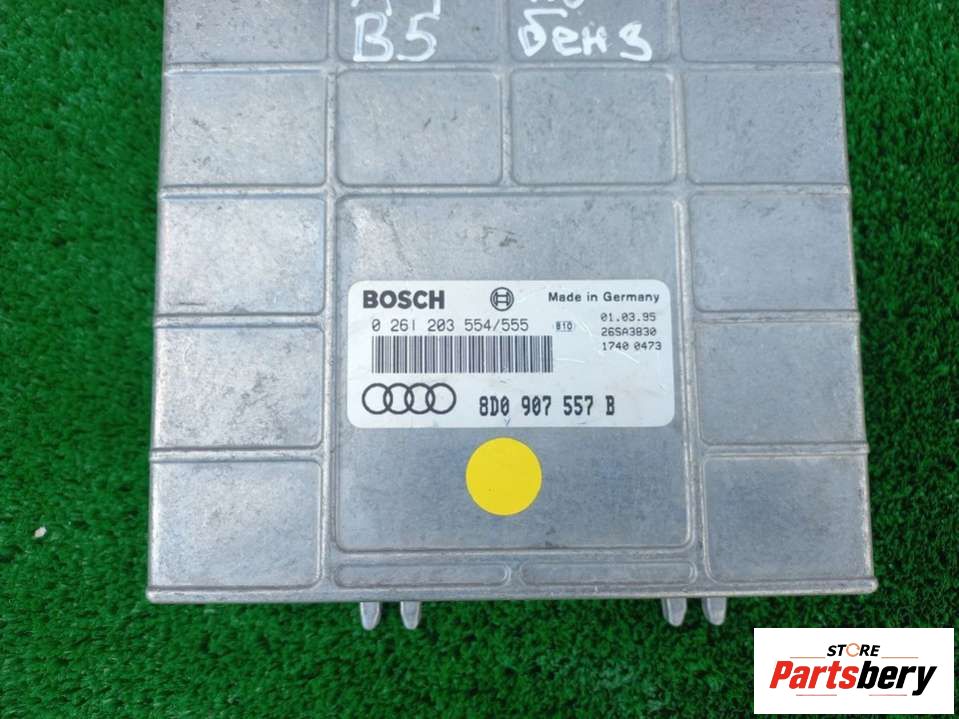 B5 бенз
BOSCH Made in Germany
0 261 203 554/555 B10 01.03.95
26SA3830
1740 0473
8D0 907 557 B
STORE
Partsbery